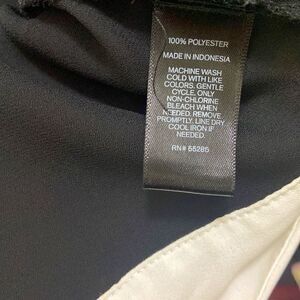 100% POLYESTER
MADE IN INDONESIA
MACHINE WASH
COLD WITH LIKE
COLORS. GENTLE
CYCLE. ONLY
NON-CHLORINE
BLEACH WHEN
NEEDED. REMOVE
PROMPTLY. LINE DRY
COOL IRON IF
NEEDED.
RN# 55285